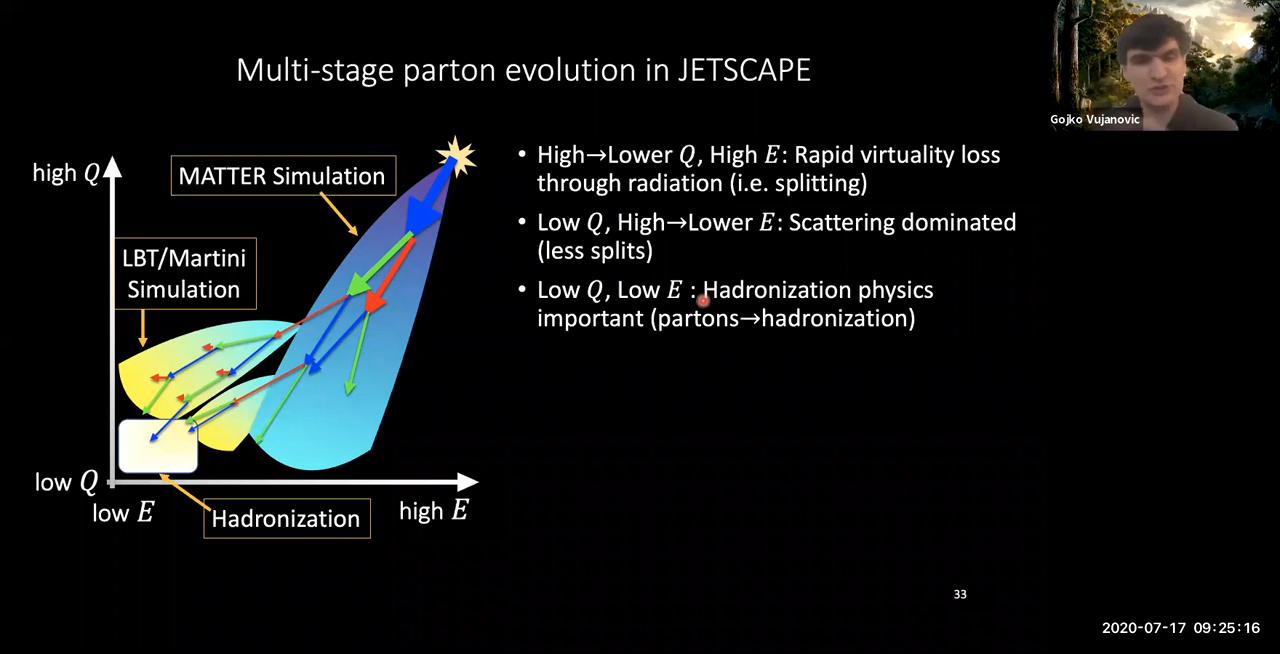 Multi-stage parton evolution in JETSCAPE
Gojko Vujanovic
high Q
MATTER Simulation
LBT/Martini
Simulation
low Q
low E
high E
Hadronization
• High→Lower Q, High E: Rapid virtuality loss
through radiation (i.e. splitting)
• Low Q, High→Lower E: Scattering dominated
(less splits)
• Low Q, Low E : Hadronization physics
important (partons→hadronization)
33
2020-07-17 09:25:16